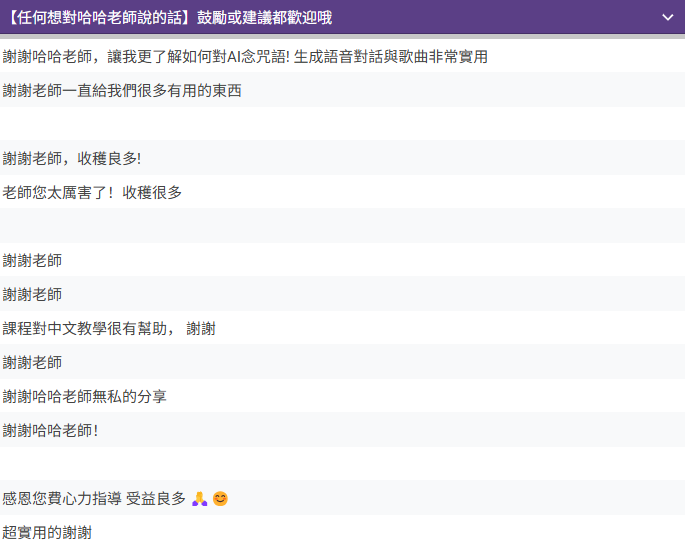 【任何想對哈哈老師說的話】鼓勵或建議都歡迎哦
謝謝哈哈老師，讓我更了解如何對AI念咒語! 生成語音對話與歌曲非常實用
謝謝老師一直給我們很多有用的東西
謝謝老師，收穫良多!
老師您太厲害了！收穫很多
謝謝老師
謝謝老師
課程對中文教學很有幫助， 謝謝
謝謝老師
謝謝哈哈老師無私的分享
謝謝哈哈老師！
感恩您費心力指導 受益良多 🙏 😊
超實用的謝謝